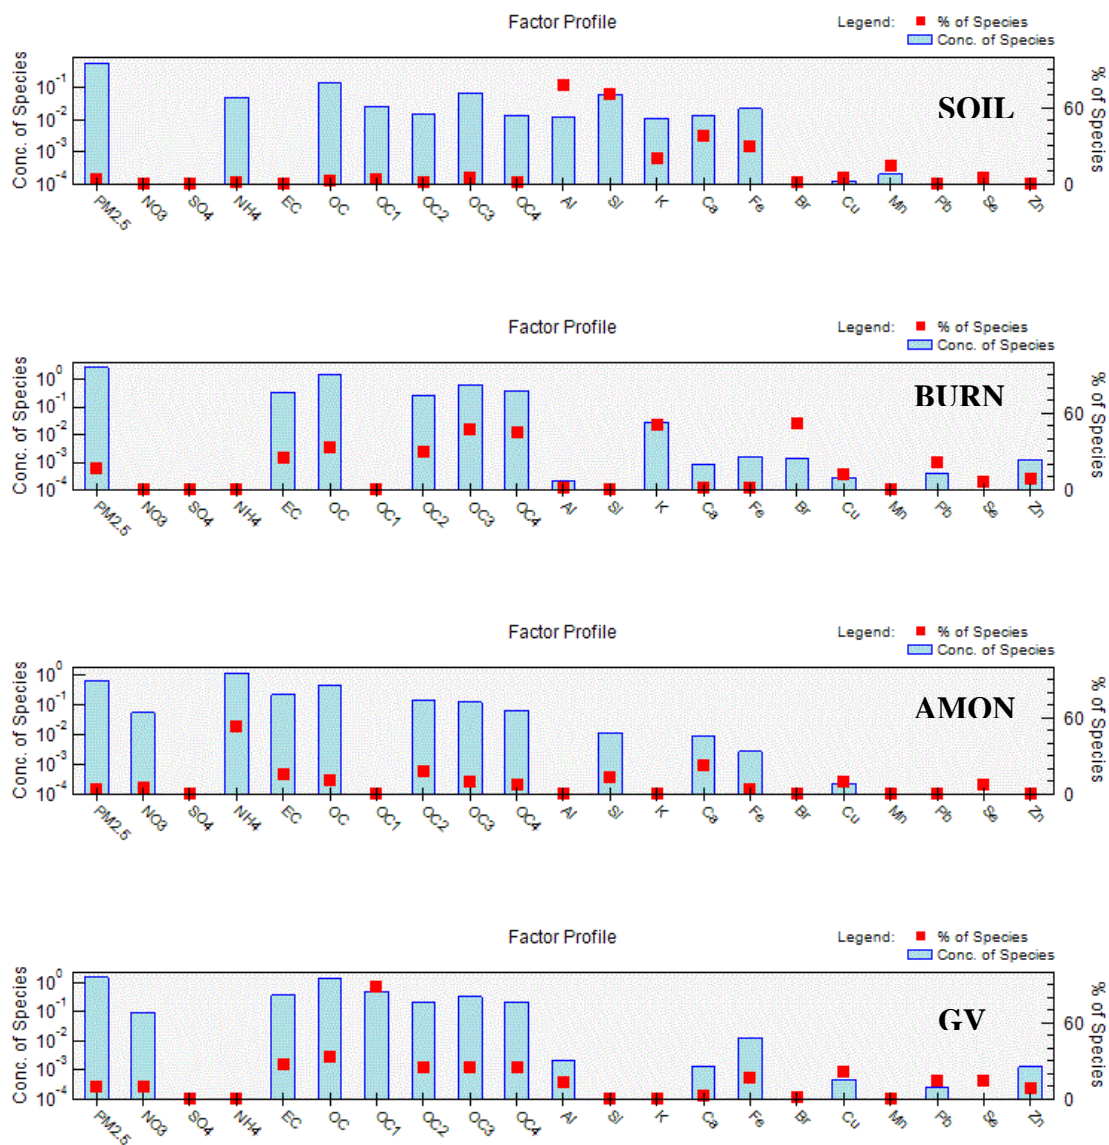 Factor Profile
Legend: % of Species
Conc. of Species
Conc. of Species
10^-1
10^-2
10^-3
10^-4
SOIL
% of Species
60
0
PM2.5 NO3 SO4 NH4 EC OC OC1 OC2 OC3 OC4 Al Si K Ca Fe Br Cu Mn Pb Se Zn
Factor Profile
Legend: % of Species
Conc. of Species
Conc. of Species
10^0
10^-1
10^-2
10^-3
10^-4
BURN
% of Species
60
0
PM2.5 NO3 SO4 NH4 EC OC OC1 OC2 OC3 OC4 Al Si K Ca Fe Br Cu Mn Pb Se Zn
Factor Profile
Legend: % of Species
Conc. of Species
Conc. of Species
10^0
10^-1
10^-2
10^-3
10^-4
AMON
% of Species
60
0
PM2.5 NO3 SO4 NH4 EC OC OC1 OC2 OC3 OC4 Al Si K Ca Fe Br Cu Mn Pb Se Zn
Factor Profile
Legend: % of Species
Conc. of Species
Conc. of Species
10^0
10^-1
10^-2
10^-3
10^-4
GV
% of Species
60
0
PM2.5 NO3 SO4 NH4 EC OC OC1 OC2 OC3 OC4 Al Si K Ca Fe Br Cu Mn Pb Se Zn